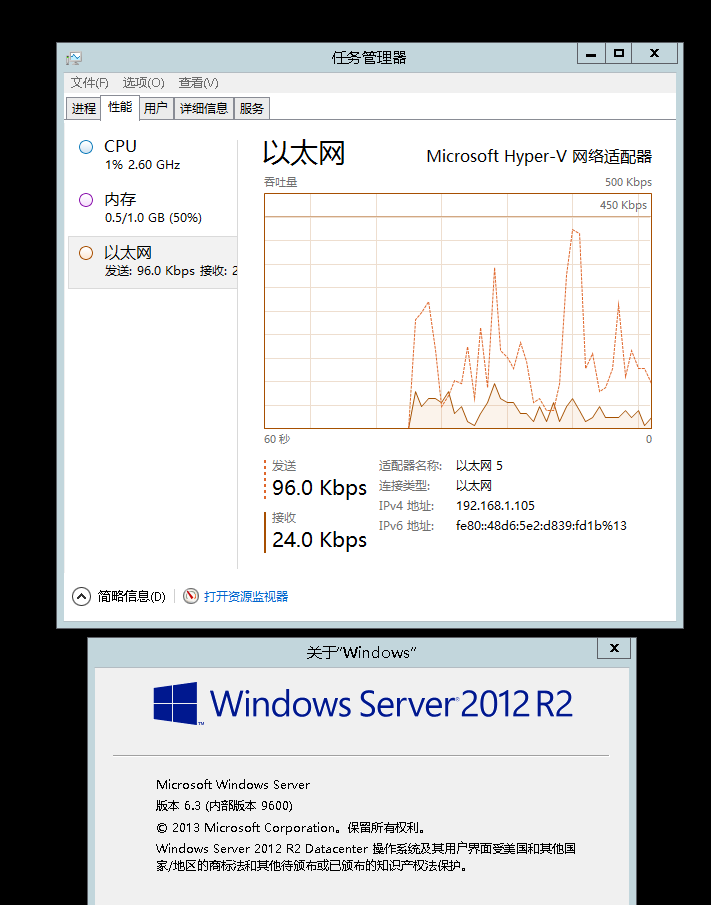 任务管理器
文件(F) 选项(O) 查看(V)
进程 性能 用户 详细信息 服务
CPU
1% 2.60 GHz
内存
0.5/1.0 GB (50%)
以太网
发送: 96.0 Kbps 接收: 2
以太网
Microsoft Hyper-V 网络适配器
吞吐量
500 Kbps
450 Kbps
60 秒
0
发送
96.0 Kbps
接收
24.0 Kbps
适配器名称: 以太网 5
连接类型: 以太网
IPv4 地址: 192.168.1.105
IPv6 地址: fe80::48d6:5e2:d839:fd1b%13
简略信息(D)
打开资源监视器
关于“Windows”
Windows Server® 2012 R2
Microsoft Windows Server
版本 6.3 (内部版本 9600)
© 2013 Microsoft Corporation。保留所有权利。
Windows Server 2012 R2 Datacenter 操作系统及其用户界面受美国和其他国
家/地区的商标法和其他待颁布或已颁布的知识产权法保护。